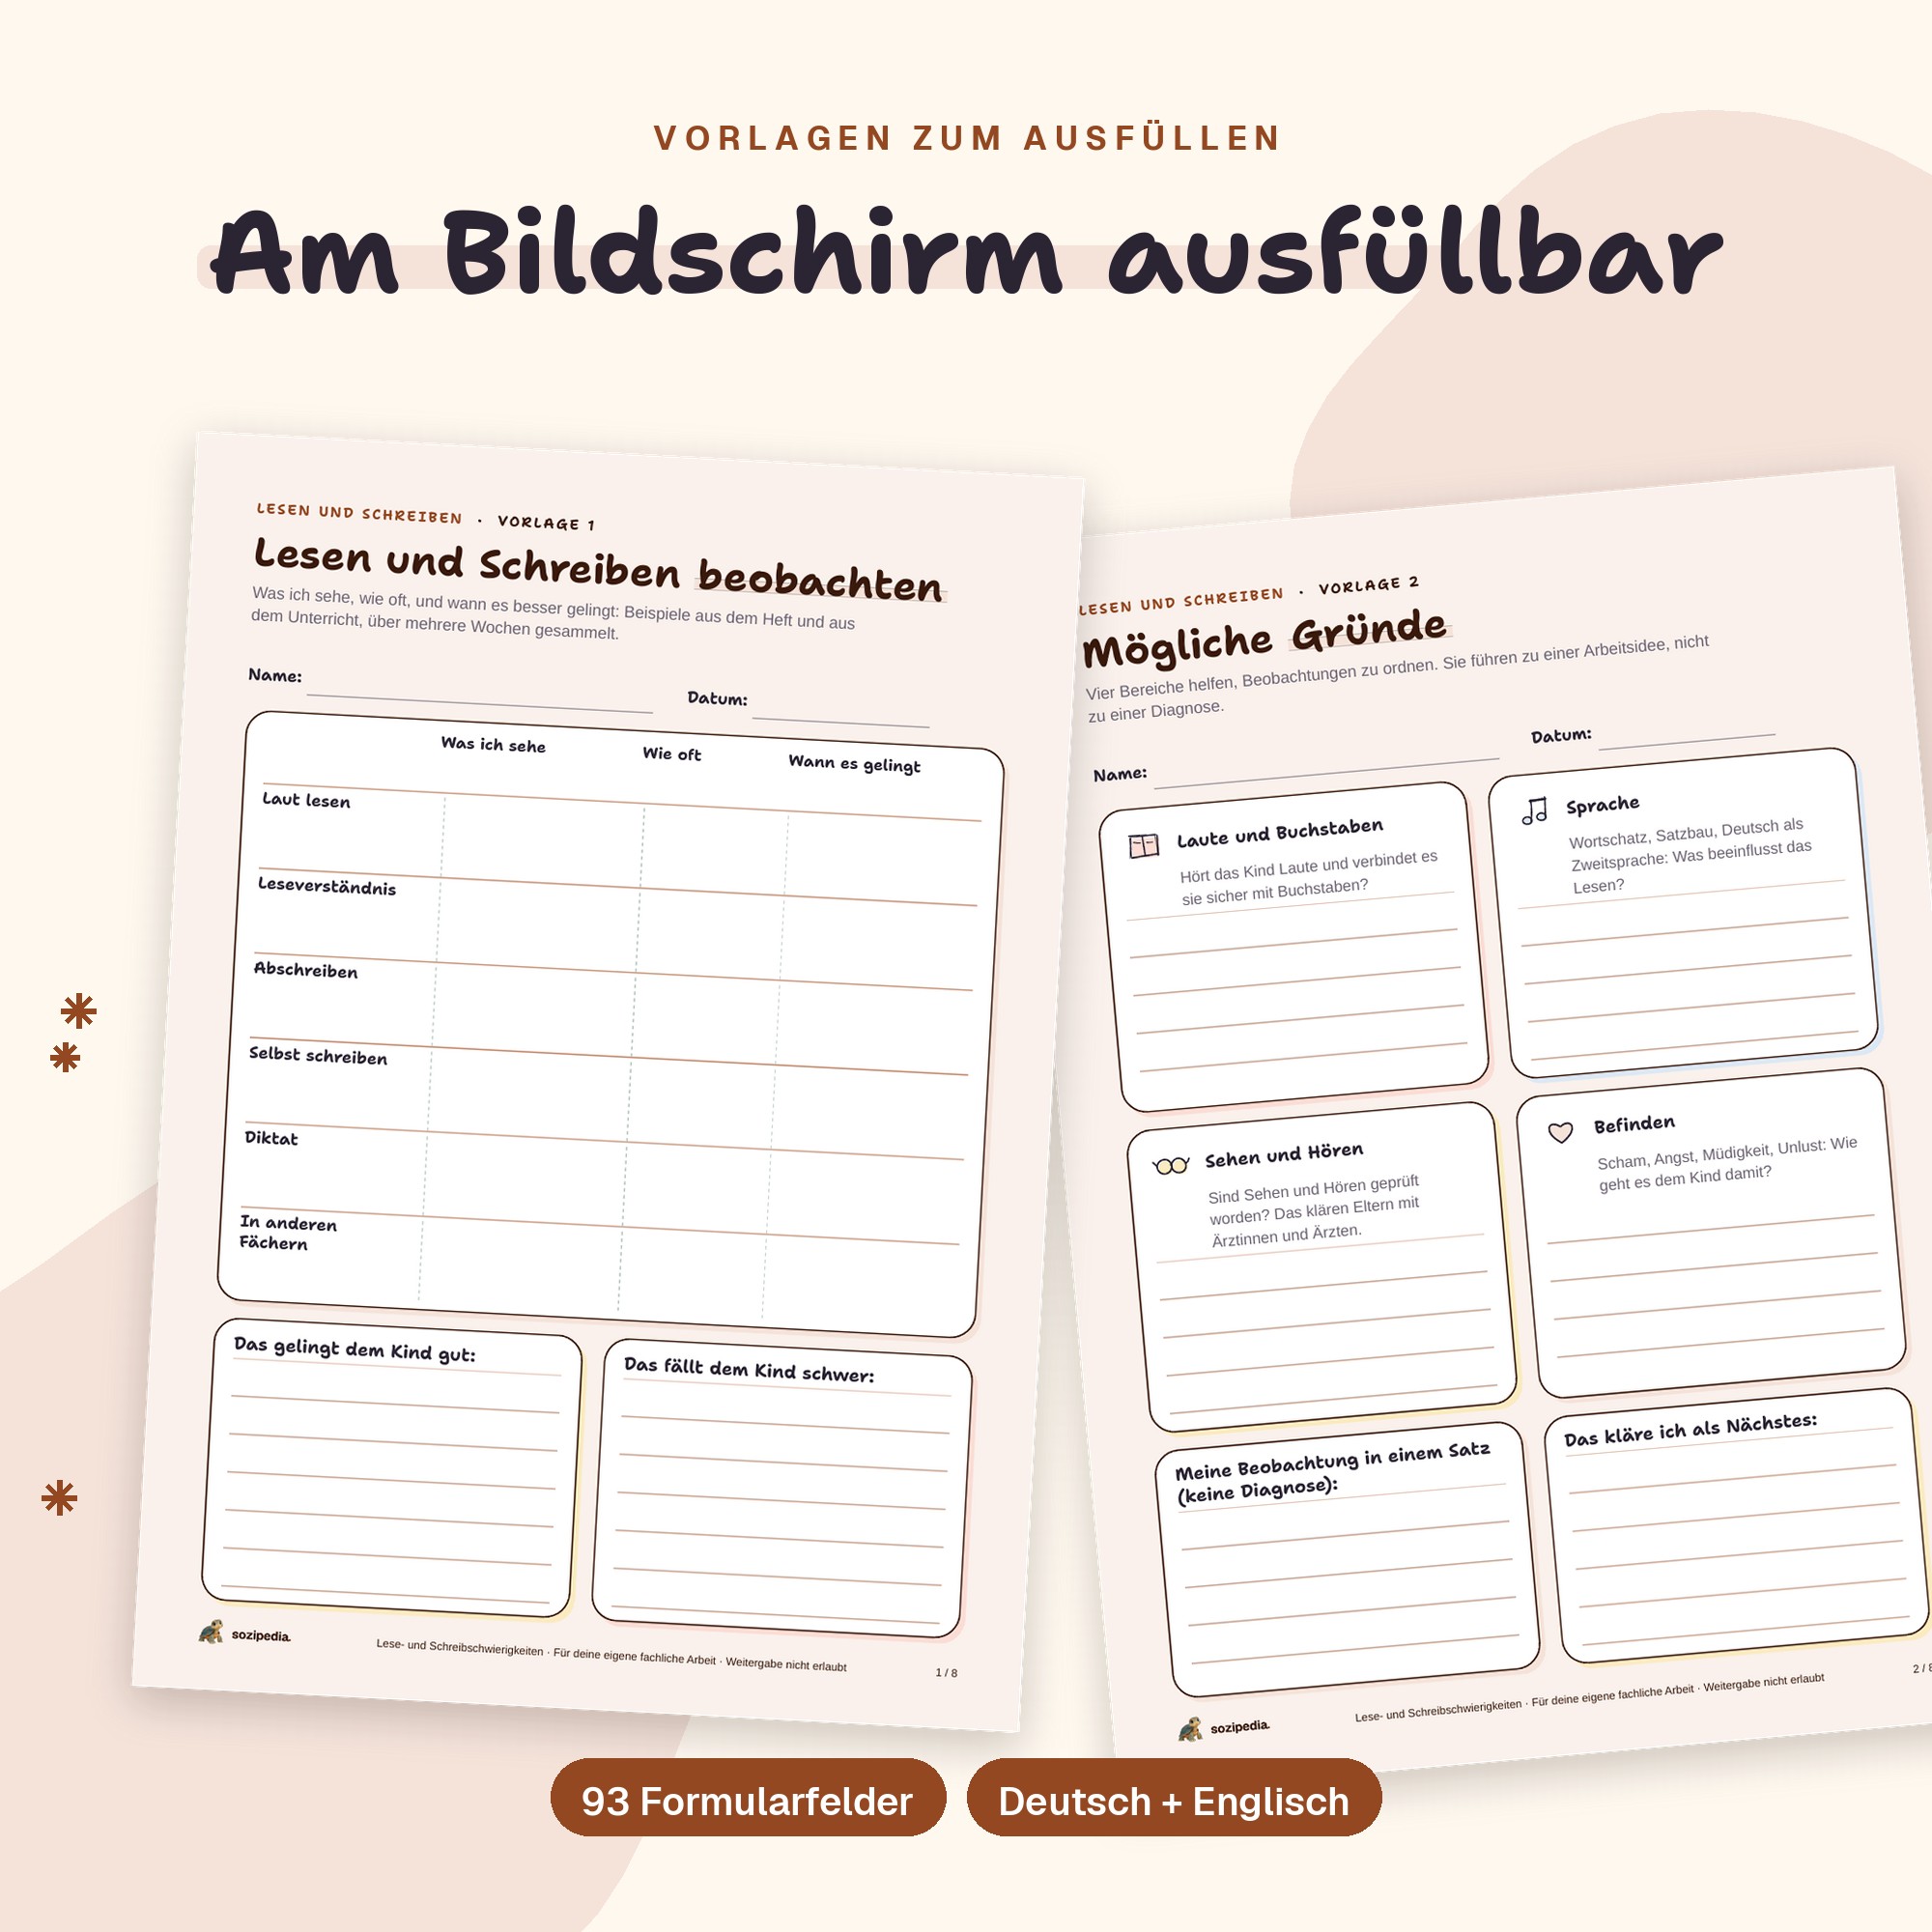 VORLAGEN ZUM AUSFÜLLEN
Am Bildschirm ausfüllbar
LESEN UND SCHREIBEN · VORLAGE 1
Lesen und Schreiben beobachten
Was ich sehe, wie oft, und wann es besser gelingt: Beispiele aus dem Heft und aus
dem Unterricht, über mehrere Wochen gesammelt.
Name:
Datum:
Was ich sehe
Wie oft
Wann es gelingt
Laut lesen
Leseverständnis
Abschreiben
Selbst schreiben
Diktat
In anderen
Fächern
Das gelingt dem Kind gut:
Das fällt dem Kind schwer:
sozipedia.
Lese- und Schreibschwierigkeiten · Für deine eigene fachliche Arbeit · Weitergabe nicht erlaubt
1 / 8
LESEN UND SCHREIBEN · VORLAGE 2
Mögliche Gründe
Vier Bereiche helfen, Beobachtungen zu ordnen. Sie führen zu einer Arbeitsidee, nicht
zu einer Diagnose.
Name:
Datum:
Laute und Buchstaben
Hört das Kind Laute und verbindet es
sie sicher mit Buchstaben?
Sprache
Wortschatz, Satzbau, Deutsch als
Zweitsprache: Was beeinflusst das
Lesen?
Sehen und Hören
Sind Sehen und Hören geprüft
worden? Das klären Eltern mit
Ärztinnen und Ärzten.
Befinden
Scham, Angst, Müdigkeit, Unlust: Wie
geht es dem Kind damit?
Meine Beobachtung in einem Satz
(keine Diagnose):
Das kläre ich als Nächstes:
sozipedia.
Lese- und Schreibschwierigkeiten · Für deine eigene fachliche Arbeit · Weitergabe nicht erlaubt
2 / 8
93 Formularfelder
Deutsch + Englisch